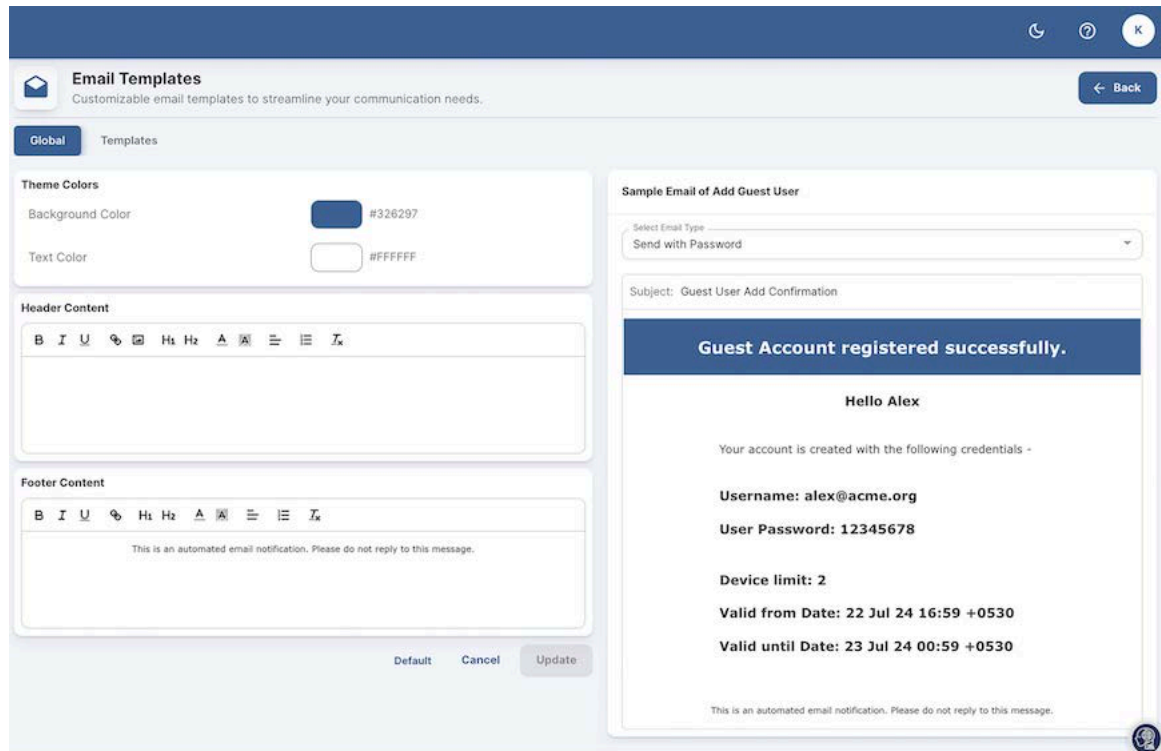 K
Email Templates
Customizable email templates to streamline your communication needs.
← Back
Global
Templates
Theme Colors
Background Color
#326297
Text Color
#FFFFFF
Header Content
B I U H1 H2 A A
Footer Content
B I U H1 H2 A A
This is an automated email notification. Please do not reply to this message.
Default
Cancel
Update
Sample Email of Add Guest User
Select Email Type
Send with Password
Subject: Guest User Add Confirmation
Guest Account registered successfully.
Hello Alex
Your account is created with the following credentials -
Username: alex@acme.org
User Password: 12345678
Device limit: 2
Valid from Date: 22 Jul 24 16:59 +0530
Valid until Date: 23 Jul 24 00:59 +0530
This is an automated email notification. Please do not reply to this message.